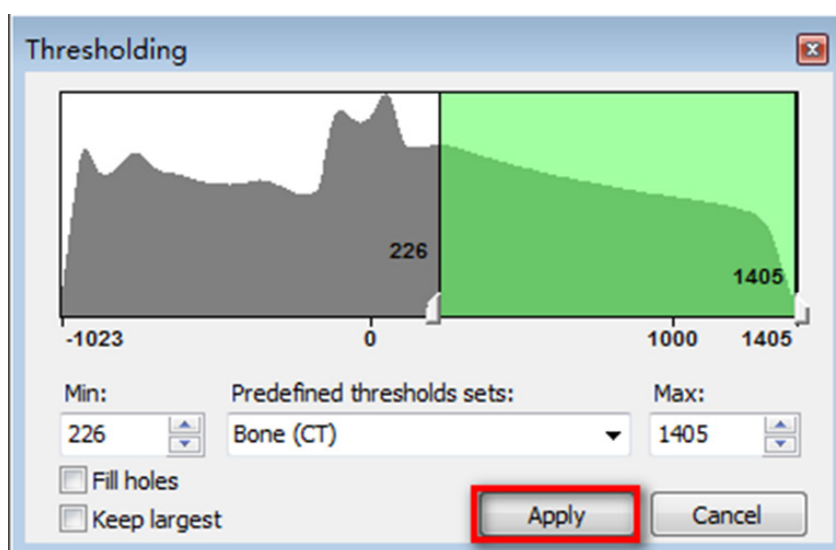 Thresholding
226
1405
-1023 0 1000 1405
Min: Predefined thresholds sets: Max:
226 Bone (CT) 1405
Fill holes
Keep largest Apply Cancel